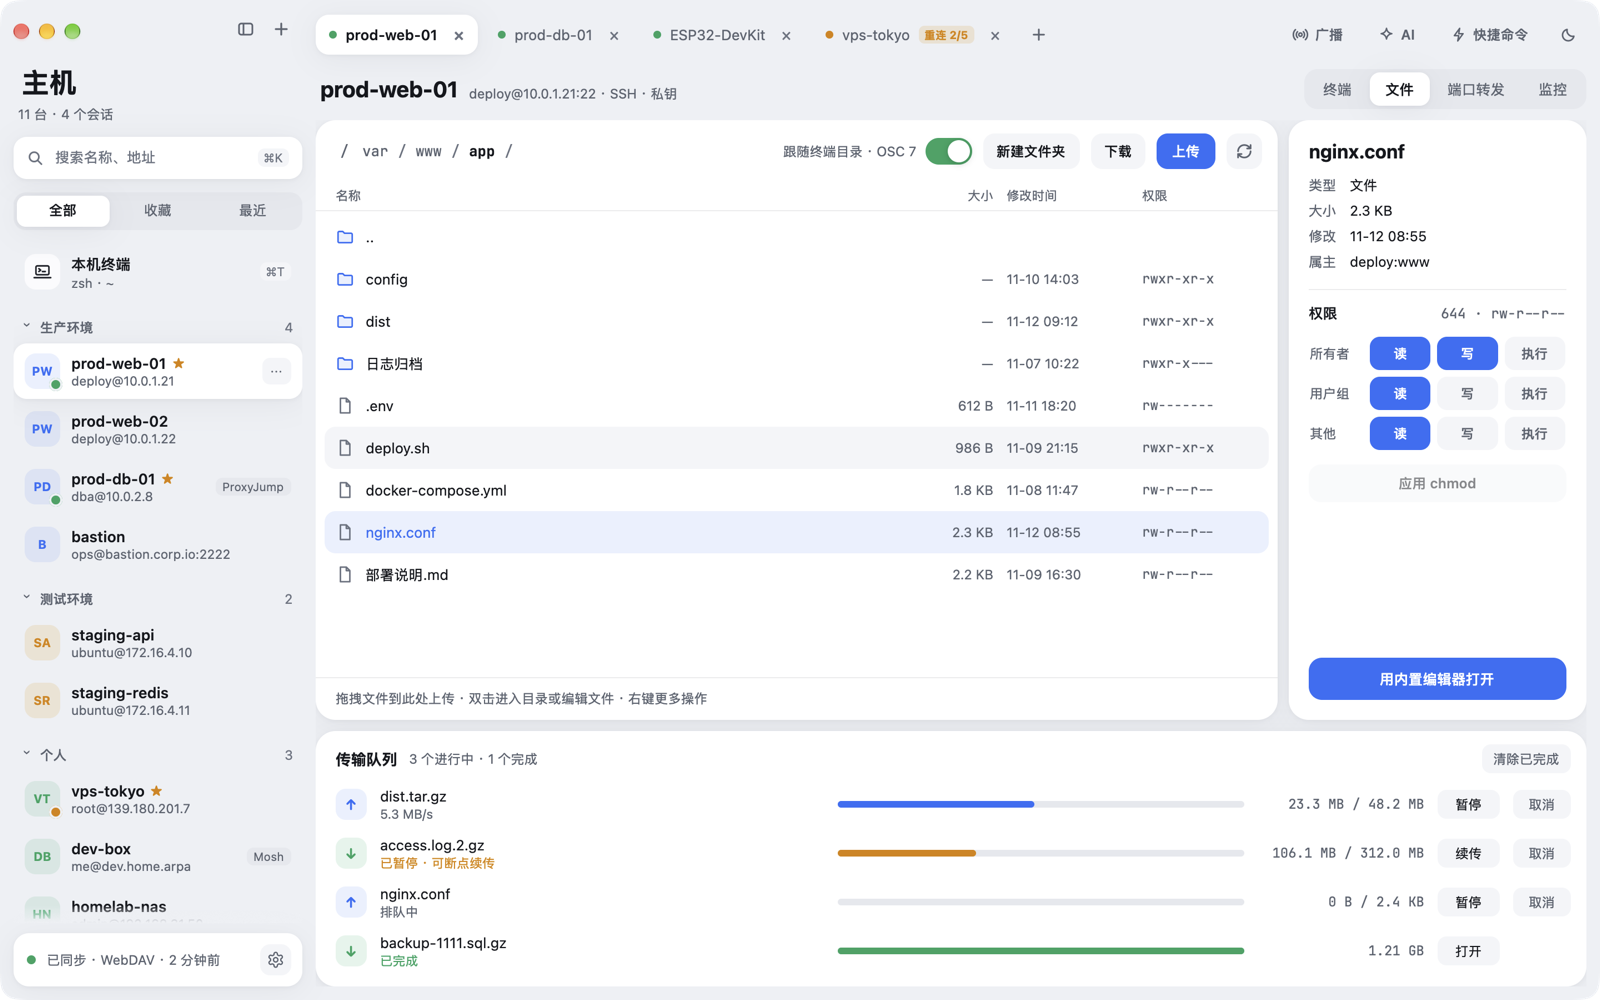 主机
11 台 · 4 个会话
搜索名称、地址 ⌘K
全部 收藏 最近
本机终端 ⌘T
zsh · ~
生产环境 4
PW prod-web-01 ★ ···
deploy@10.0.1.21
PW prod-web-02
deploy@10.0.1.22
PD prod-db-01 ★ ProxyJump
dba@10.0.2.8
B bastion
ops@bastion.corp.io:2222
测试环境 2
SA staging-api
ubuntu@172.16.4.10
SR staging-redis
ubuntu@172.16.4.11
个人 3
VT vps-tokyo ★
root@139.180.201.7
DB dev-box Mosh
me@dev.home.arpa
HN homelab-nas
已同步 · WebDAV · 2 分钟前
prod-web-01 × prod-db-01 × ESP32-DevKit × vps-tokyo 重连 2/5 × +
广播 AI 快捷命令
prod-web-01 deploy@10.0.1.21:22 · SSH · 私钥
终端 文件 端口转发 监控
/ var / www / app /
跟随终端目录 · OSC 7 新建文件夹 下载 上传
名称 大小 修改时间 权限
..
config — 11-10 14:03 rwxr-xr-x
dist — 11-12 09:12 rwxr-xr-x
日志归档 — 11-07 10:22 rwxr-x---
.env 612 B 11-11 18:20 rw-------
deploy.sh 986 B 11-09 21:15 rwxr-xr-x
docker-compose.yml 1.8 KB 11-08 11:47 rw-r--r--
nginx.conf 2.3 KB 11-12 08:55 rw-r--r--
部署说明.md 2.2 KB 11-09 16:30 rw-r--r--
拖拽文件到此处上传 · 双击进入目录或编辑文件 · 右键更多操作
nginx.conf
类型 文件
大小 2.3 KB
修改 11-12 08:55
属主 deploy:www
权限 644 · rw-r--r--
所有者 读 写 执行
用户组 读 写 执行
其他 读 写 执行
应用 chmod
用内置编辑器打开
传输队列 3 个进行中 · 1 个完成 清除已完成
dist.tar.gz
5.3 MB/s
23.3 MB / 48.2 MB 暂停 取消
access.log.2.gz
已暂停 · 可断点续传
106.1 MB / 312.0 MB 续传 取消
nginx.conf
排队中
0 B / 2.4 KB 暂停 取消
backup-1111.sql.gz
已完成
1.21 GB 打开